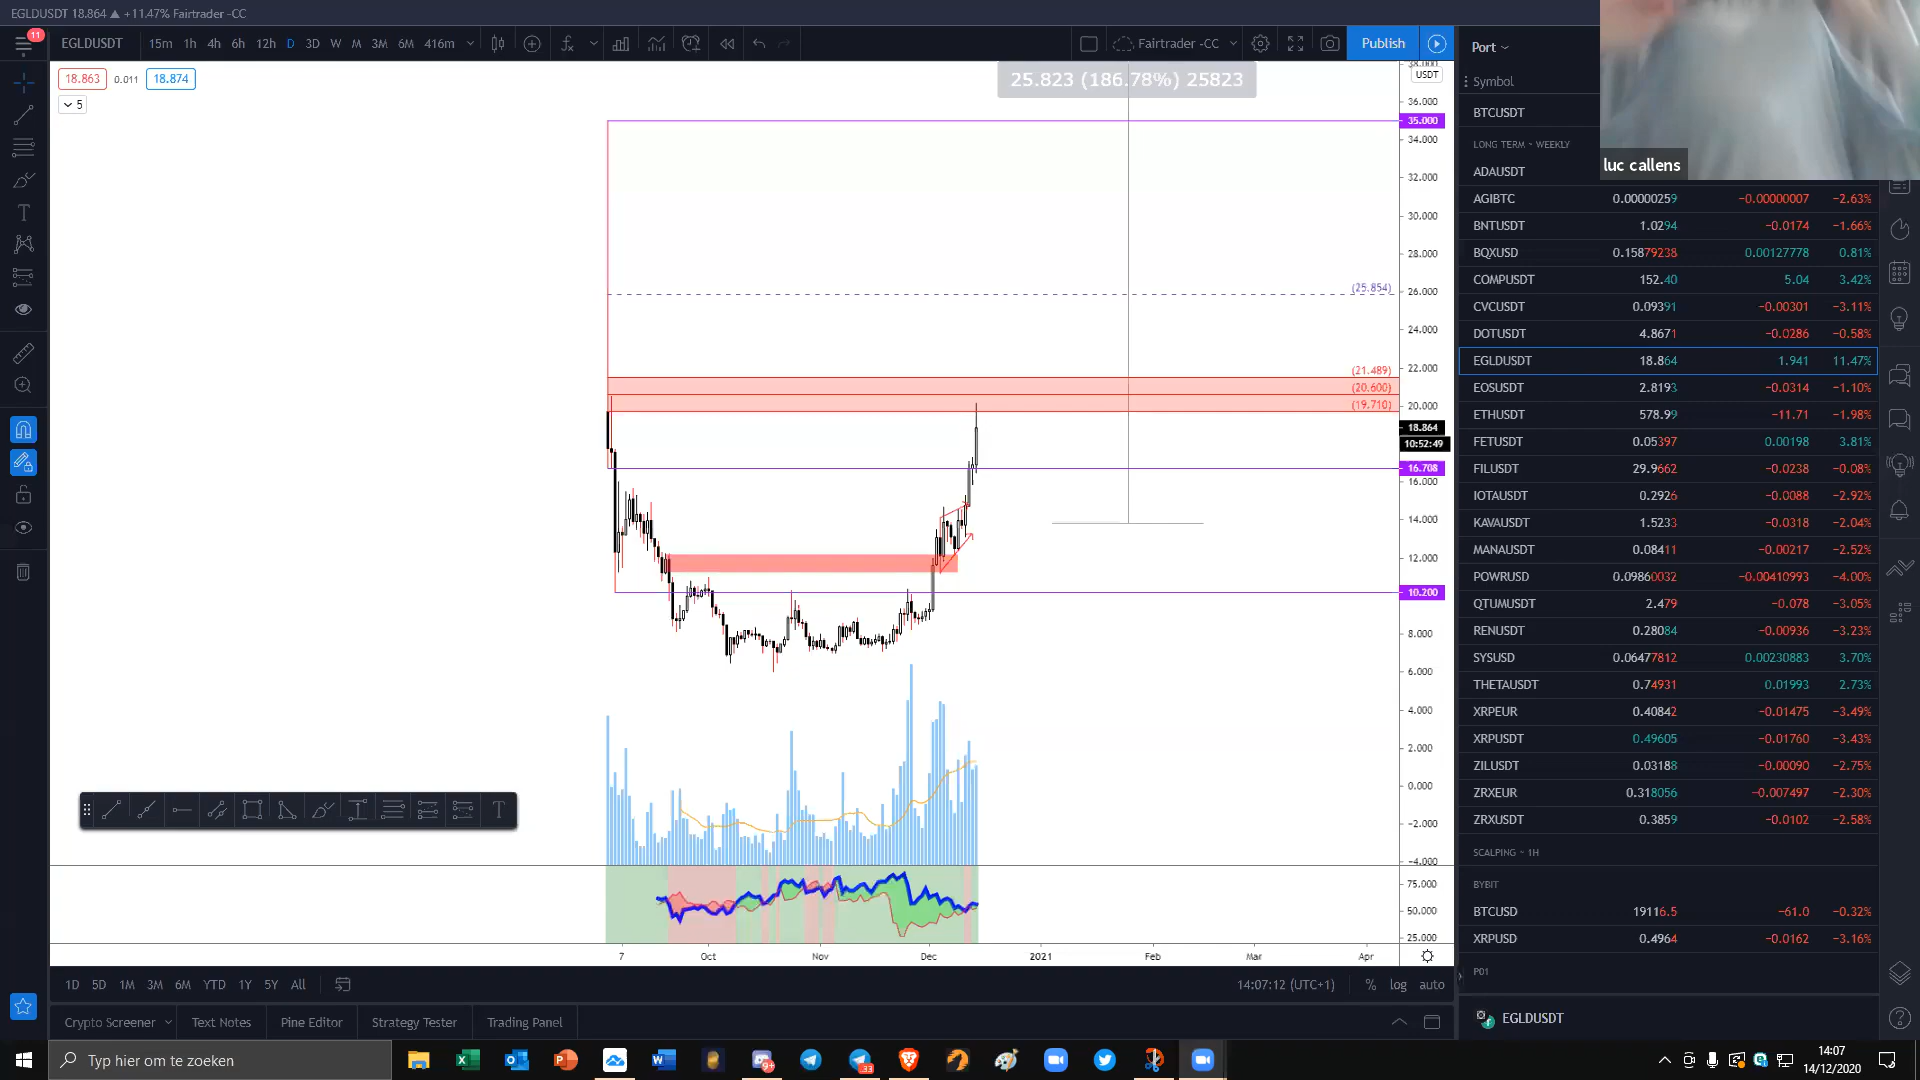 EGLDUSDT 18.864 ▲ +11.47% Fairtrader -CC
11
EGLDUSDT 15m 1h 4h 6h 12h D 3D W M 3M 6M 416m
Fairtrader -CC
Publish
18.863 0.011 18.874
5
25.823 (186.78%) 25823
38.000
USDT
36.000
35.000
34.000
32.000
30.000
28.000
(25.854) 26.000
24.000
(21.489) 22.000
(20.600)
(19.710) 20.000
18.864
10:52:49
16.708
16.000
14.000
12.000
10.200
8.000
6.000
4.000
2.000
0.000
−2.000
−4.000
75.000
50.000
25.000
7 Oct Nov Dec 2021 Feb Mar Apr
1D 5D 1M 3M 6M YTD 1Y 5Y All
14:07:12 (UTC+1) % log auto
Crypto Screener Text Notes Pine Editor Strategy Tester Trading Panel
Port
Symbol
luc callens
BTCUSDT
LONG TERM ~ WEEKLY
ADAUSDT
AGIBTC 0.00000259 −0.00000007 −2.63%
BNTUSDT 1.0294 −0.0174 −1.66%
BQXUSD 0.15879238 0.00127778 0.81%
COMPUSDT 152.40 5.04 3.42%
CVCUSDT 0.09391 −0.00301 −3.11%
DOTUSDT 4.8671 −0.0286 −0.58%
EGLDUSDT 18.864 1.941 11.47%
EOSUSDT 2.8193 −0.0314 −1.10%
ETHUSDT 578.99 −11.71 −1.98%
FETUSDT 0.05397 0.00198 3.81%
FILUSDT 29.9662 −0.0238 −0.08%
IOTAUSDT 0.2926 −0.0088 −2.92%
KAVAUSDT 1.5233 −0.0318 −2.04%
MANAUSDT 0.08411 −0.00217 −2.52%
POWRUSD 0.09860032 −0.00410993 −4.00%
QTUMUSDT 2.479 −0.078 −3.05%
RENUSDT 0.28084 −0.00936 −3.23%
SYSUSD 0.06477812 0.00230883 3.70%
THETAUSDT 0.74931 0.01993 2.73%
XRPEUR 0.40842 −0.01475 −3.49%
XRPUSDT 0.49605 −0.01760 −3.43%
ZILUSDT 0.03188 −0.00090 −2.75%
ZRXEUR 0.318056 −0.007497 −2.30%
ZRXUSDT 0.3859 −0.0102 −2.58%
SCALPING ~ 1H
BYBIT
BTCUSD 19116.5 −61.0 −0.32%
XRPUSD 0.4964 −0.0162 −3.16%
P01
EGLDUSDT
Typ hier om te zoeken
9+
33
14:07
14/12/2020